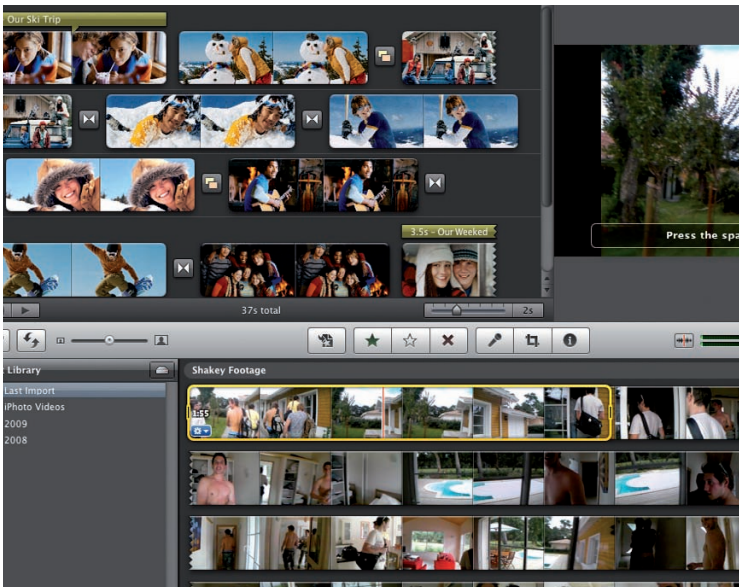 Our Ski Trip
3.5s - Our Weeked
Press the spa
37s total
2s
Library
Last Import
iPhoto Videos
2009
2008
Shakey Footage
1:55